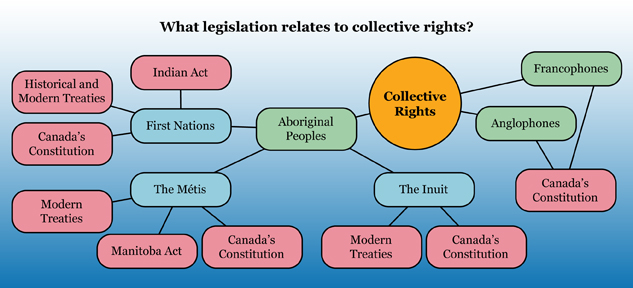 What legislation relates to collective rights?
Indian Act
Historical and
Modern Treaties
Canada's
Constitution
First Nations
Aboriginal
Peoples
Collective
Rights
Francophones
Anglophones
Canada's
Constitution
The Métis
Modern
Treaties
Manitoba Act
Canada's
Constitution
The Inuit
Modern
Treaties
Canada's
Constitution